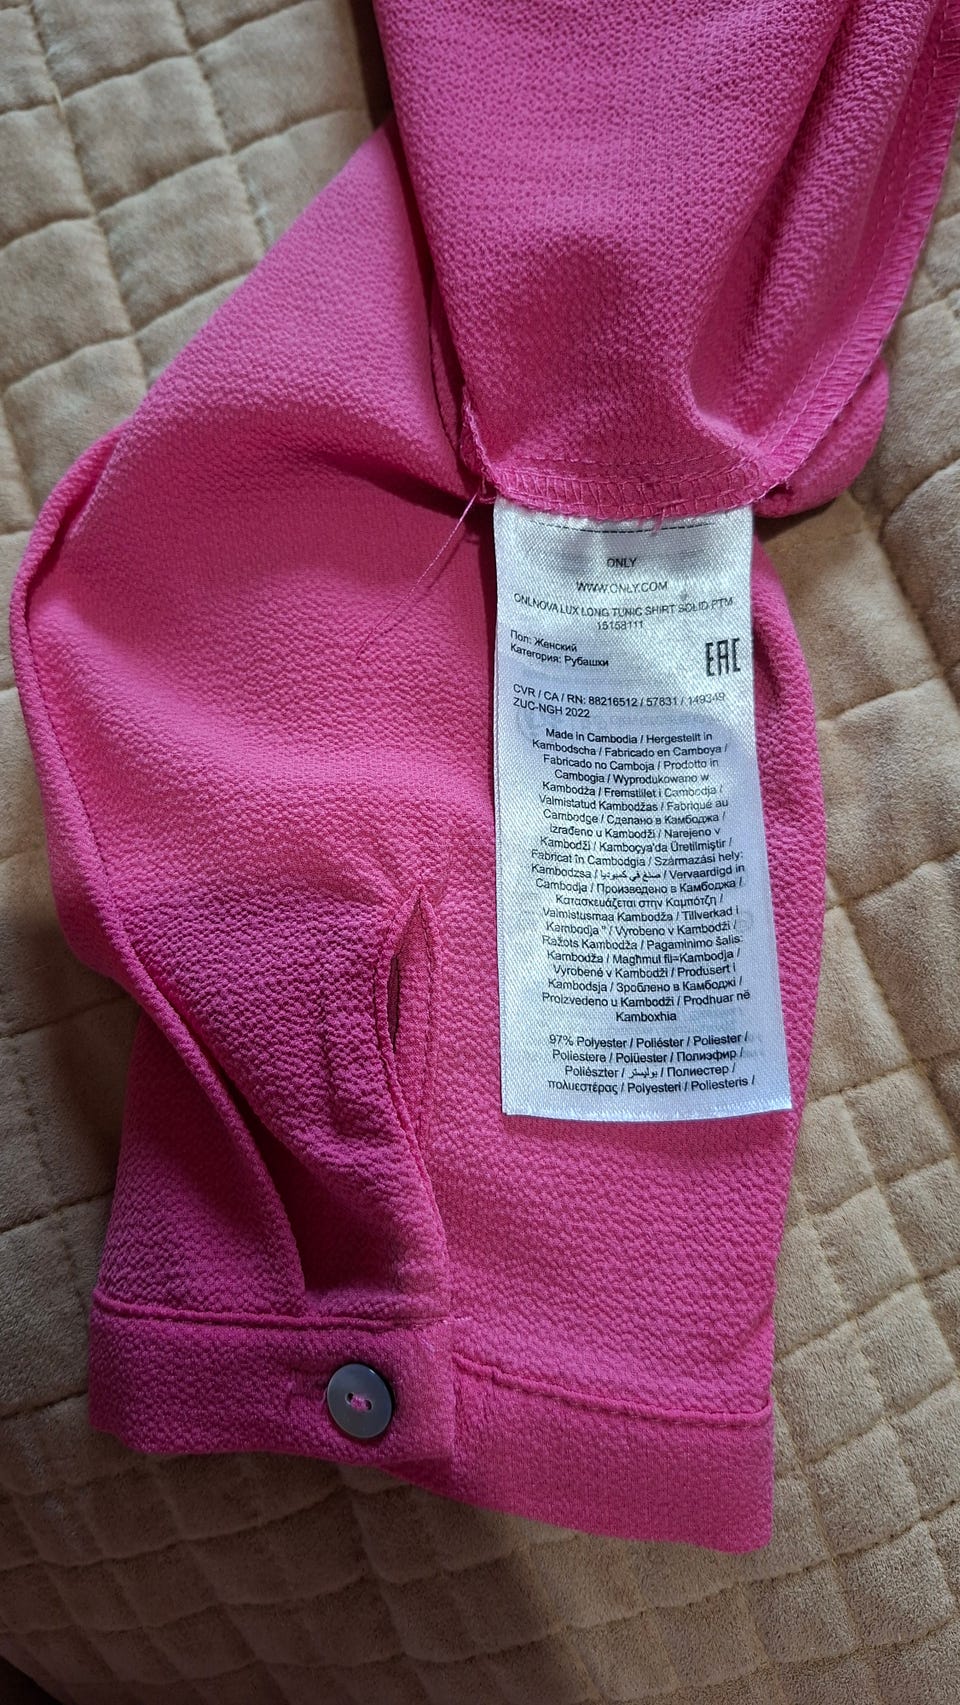 ONLY
WWW.ONLY.COM
ONLNOVA LUX LONG TUNIC SHIRT SOLID PTM
15158111
Пол: Женский
Категория: Рубашки
EAC
CVR / CA / RN: 88216512 / 57831 / 149349
ZUC-NGH 2022
Made in Cambodia / Hergestellt in
Kambodscha / Fabricado en Camboya /
Fabricado no Camboja / Prodotto in
Cambogia / Wyprodukowano w
Kambodża / Fremstillet i Cambodja /
Valmistatud Kambodžas / Fabriqué au
Cambodge / Сделано в Камбоджа /
Izrađeno u Kambodži / Narejeno v
Kambodži / Kamboçya'da Üretilmiştir /
Fabricat în Cambodgia / Származási hely:
Kambodzsa / صنع في كمبوديا / Vervaardigd in
Cambodja / Произведено в Камбоджа /
Κατασκευάζεται στην Καμπότζη /
Valmistusmaa Kambodža / Tillverkad i
Kambodja " / Vyrobeno v Kambodži /
Ražots Kambodža / Pagaminimo šalis:
Kambodža / Magħmul fil=Kambodja /
Vyrobené v Kambodži / Produsert i
Kambodsja / Зроблено в Камбоджі /
Proizvedeno u Kambodži / Prodhuar në
Kamboxhia
97% Polyester / Poliéster / Poliester /
Poliestere / Polüester / Полиэфир /
Poliészter / بوليستر / Полиестер /
πολυεστέρας / Polyesteri / Poliesteris /